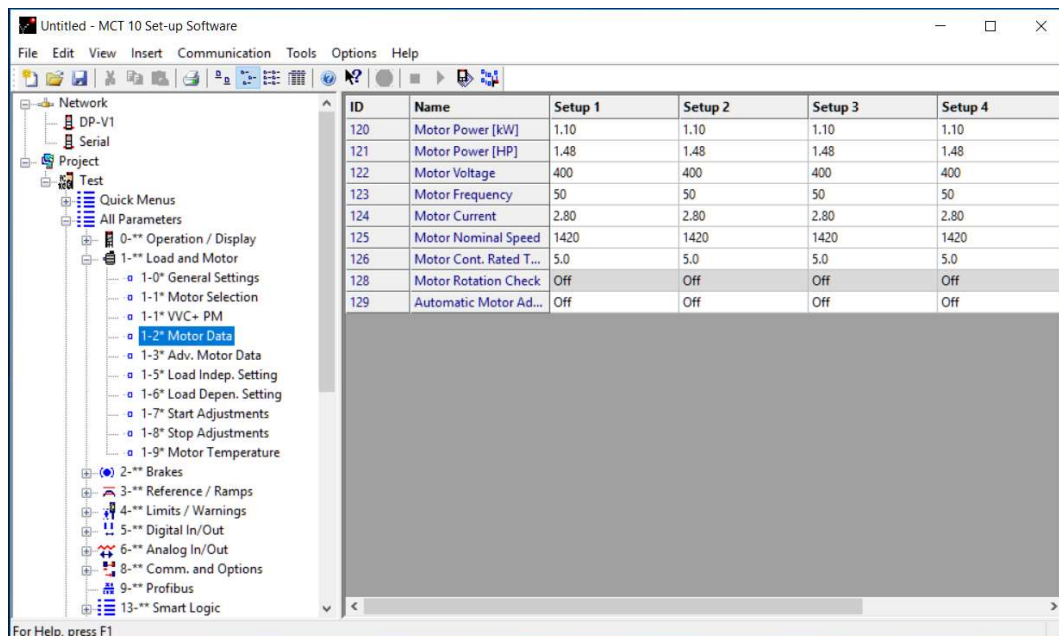 Untitled - MCT 10 Set-up Software
File Edit View Insert Communication Tools Options Help
Network
DP-V1
Serial
Project
Test
Quick Menus
All Parameters
0-** Operation / Display
1-** Load and Motor
1-0* General Settings
1-1* Motor Selection
1-1* VVC+ PM
1-2* Motor Data
1-3* Adv. Motor Data
1-5* Load Indep. Setting
1-6* Load Depen. Setting
1-7* Start Adjustments
1-8* Stop Adjustments
1-9* Motor Temperature
2-** Brakes
3-** Reference / Ramps
4-** Limits / Warnings
5-** Digital In/Out
6-** Analog In/Out
8-** Comm. and Options
9-** Profibus
13-** Smart Logic
ID Name Setup 1 Setup 2 Setup 3 Setup 4
120 Motor Power [kW] 1.10 1.10 1.10 1.10
121 Motor Power [HP] 1.48 1.48 1.48 1.48
122 Motor Voltage 400 400 400 400
123 Motor Frequency 50 50 50 50
124 Motor Current 2.80 2.80 2.80 2.80
125 Motor Nominal Speed 1420 1420 1420 1420
126 Motor Cont. Rated T... 5.0 5.0 5.0 5.0
128 Motor Rotation Check Off Off Off Off
129 Automatic Motor Ad... Off Off Off Off
For Help, press F1